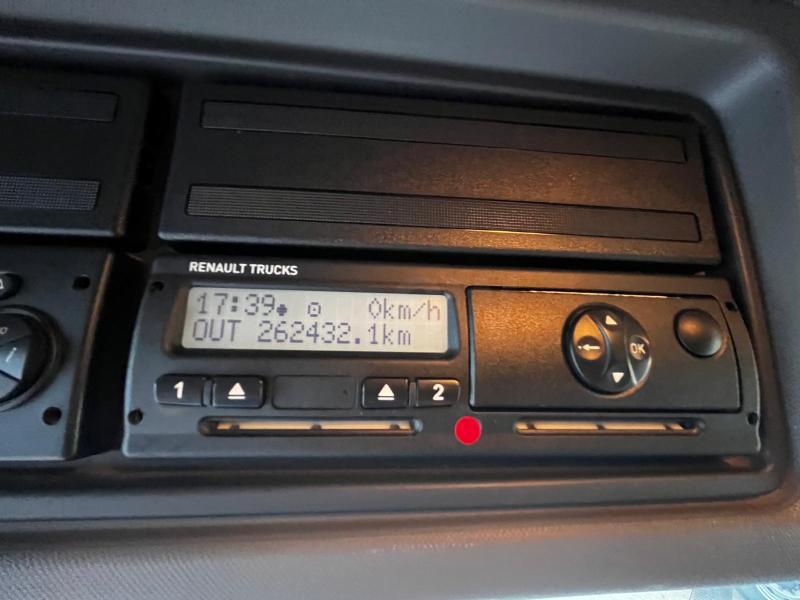 RENAULT TRUCKS
17:39 0km/h
OUT 262432.1km
1
2
OK